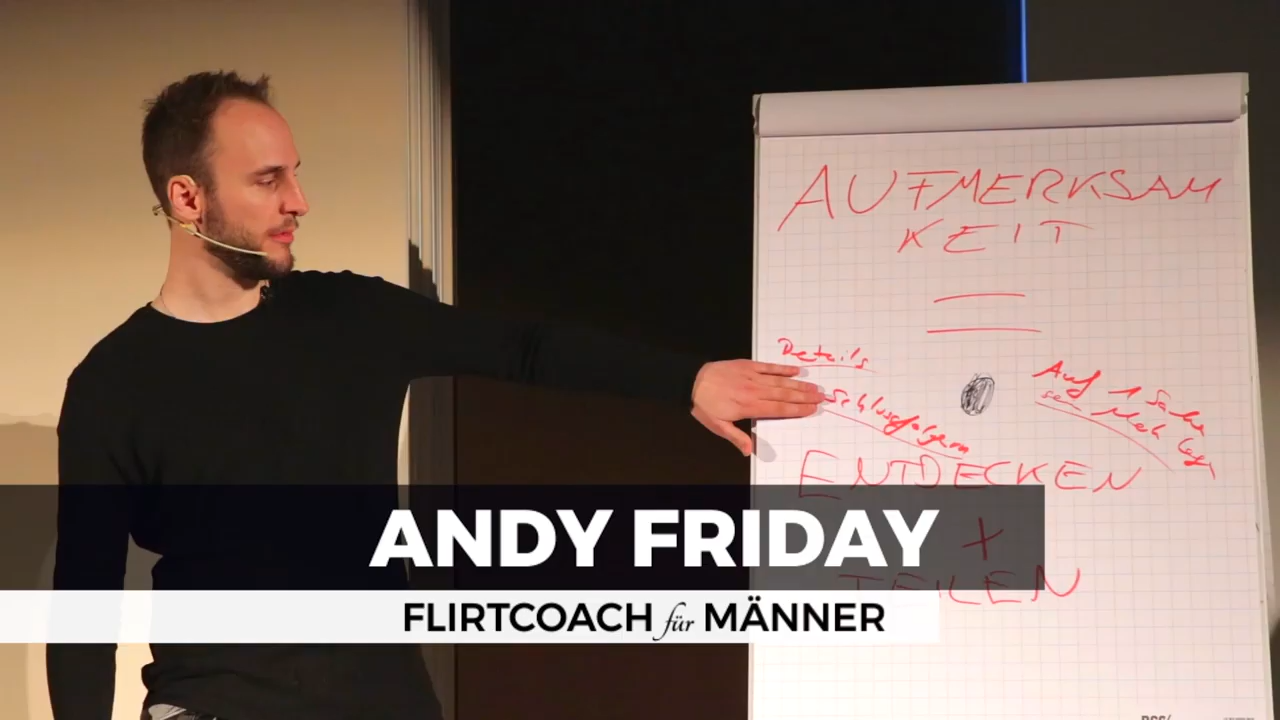 AUFMERKSAM
KEIT
Details
Schlussfolgern
Auf 1 Sache
ENTDECKEN
+
TEILEN
ANDY FRIDAY
FLIRTCOACH für MÄNNER